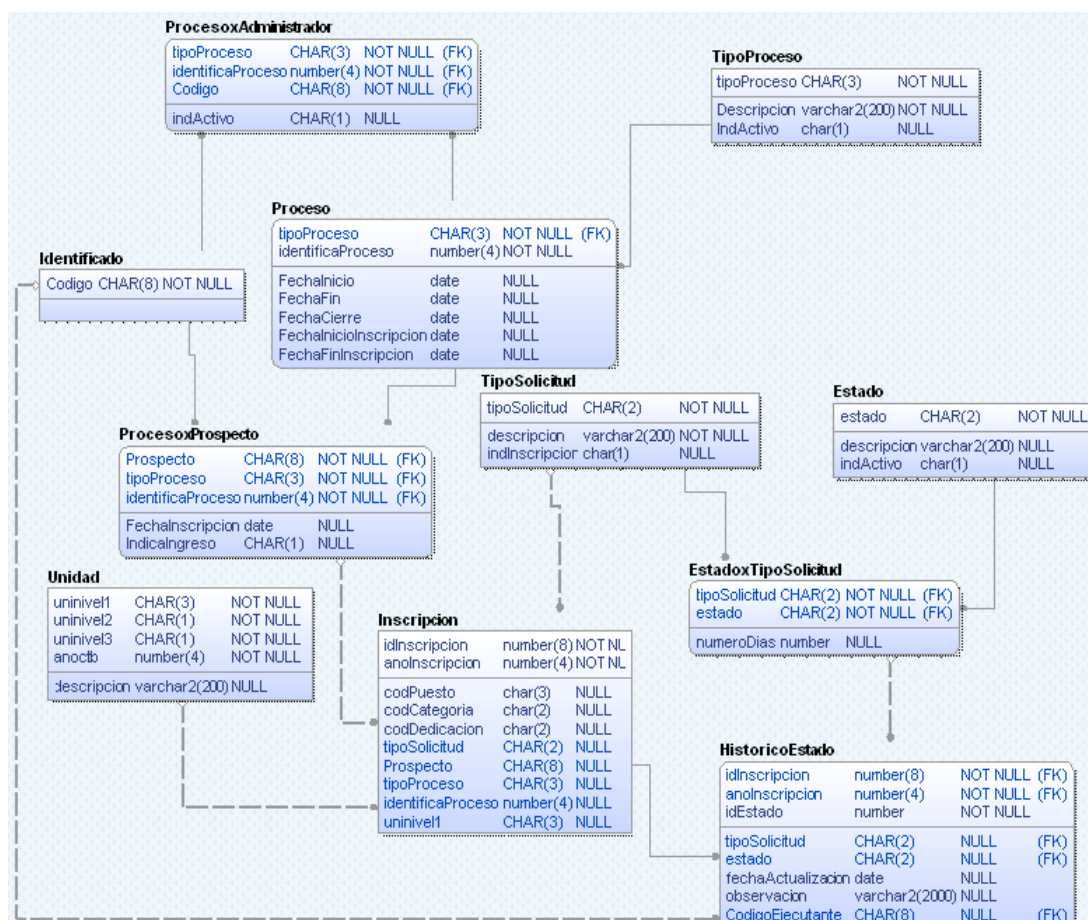 ProcesoxAdministrador
tipoProceso CHAR(3) NOT NULL (FK)
identificaProceso number(4) NOT NULL (FK)
Codigo CHAR(8) NOT NULL (FK)
indActivo CHAR(1) NULL
TipoProceso
tipoProceso CHAR(3) NOT NULL
Descripcion varchar2(200) NOT NULL
IndActivo char(1) NULL
Proceso
tipoProceso CHAR(3) NOT NULL (FK)
identificaProceso number(4) NOT NULL
FechaInicio date NULL
FechaFin date NULL
FechaCierre date NULL
FechaInicioInscripcion date NULL
FechaFinInscripcion date NULL
Identificado
Codigo CHAR(8) NOT NULL
TipoSolicitud
tipoSolicitud CHAR(2) NOT NULL
descripcion varchar2(200) NOT NULL
indInscripcion char(1) NULL
Estado
estado CHAR(2) NOT NULL
descripcion varchar2(200) NULL
indActivo char(1) NULL
ProcesoxProspecto
Prospecto CHAR(8) NOT NULL (FK)
tipoProceso CHAR(3) NOT NULL (FK)
identificaProceso number(4) NOT NULL (FK)
FechaInscripcion date NULL
IndicaIngreso CHAR(1) NULL
EstadoxTipoSolicitud
tipoSolicitud CHAR(2) NOT NULL (FK)
estado CHAR(2) NOT NULL (FK)
numeroDias number NULL
Unidad
uninivel1 CHAR(3) NOT NULL
uninivel2 CHAR(1) NOT NULL
uninivel3 CHAR(1) NOT NULL
anoctb number(4) NOT NULL
descripcion varchar2(200) NULL
Inscripcion
idInscripcion number(8) NOT NL
anoInscripcion number(4) NOT NL
codPuesto char(3) NULL
codCategoria char(2) NULL
codDedicacion char(2) NULL
tipoSolicitud CHAR(2) NULL
Prospecto CHAR(8) NULL
tipoProceso CHAR(3) NULL
identificaProceso number(4) NULL
uninivel1 CHAR(3) NULL
HistoricoEstado
idInscripcion number(8) NOT NULL (FK)
anoInscripcion number(4) NOT NULL (FK)
idEstado number NOT NULL
tipoSolicitud CHAR(2) NULL (FK)
estado CHAR(2) NULL (FK)
fechaActualizacion date NULL
observacion varchar2(2000) NULL
CodigoEjecutante CHAR(8) NULL (FK)